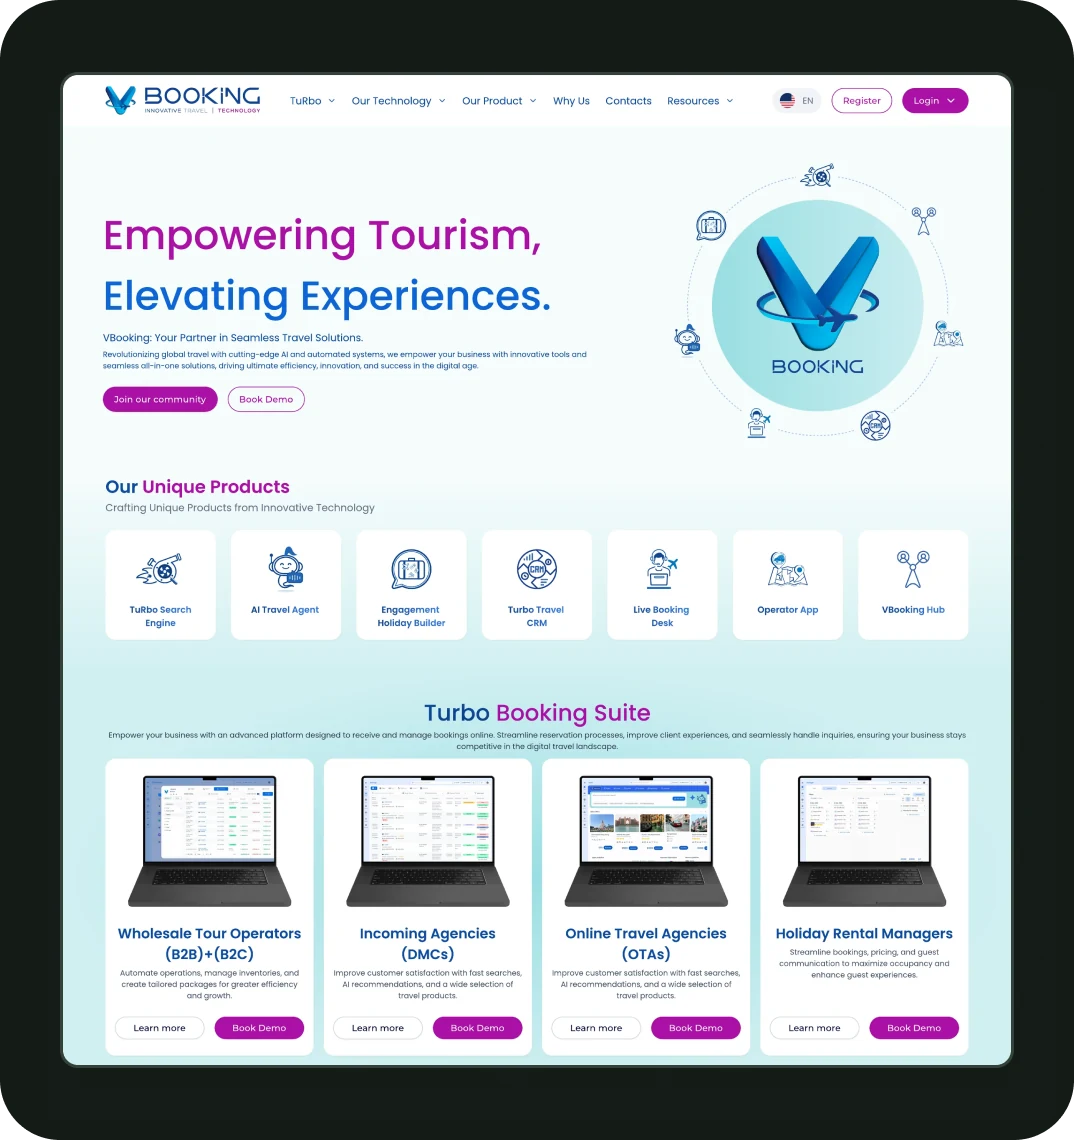 BOOKING
INNOVATIVE TRAVEL | TECHNOLOGY
TuRbo
Our Technology
Our Product
Why Us
Contacts
Resources
EN
Register
Login
Empowering Tourism,
Elevating Experiences.
VBooking: Your Partner in Seamless Travel Solutions.
Revolutionizing global travel with cutting-edge AI and automated systems, we empower your business with innovative tools and
seamless all-in-one solutions, driving ultimate efficiency, innovation, and success in the digital age.
Join our community
Book Demo
BOOKING
CRM
Our Unique Products
Crafting Unique Products from Innovative Technology
CRM
TuRbo Search
Engine
AI Travel Agent
Engagement
Holiday Builder
Turbo Travel
CRM
Live Booking
Desk
Operator App
VBooking Hub
Turbo Booking Suite
Empower your business with an advanced platform designed to receive and manage bookings online. Streamline reservation processes, improve client experiences, and seamlessly handle inquiries, ensuring your business stays
competitive in the digital travel landscape.
Wholesale Tour Operators
(B2B)+(B2C)
Automate operations, manage inventories, and
create tailored packages for greater efficiency
and growth.
Learn more
Book Demo
Incoming Agencies
(DMCs)
Improve customer satisfaction with fast searches,
AI recommendations, and a wide selection of
travel products.
Learn more
Book Demo
Online Travel Agencies
(OTAs)
Improve customer satisfaction with fast searches,
AI recommendations, and a wide selection of
travel products.
Learn more
Book Demo
Holiday Rental Managers
Streamline bookings, pricing, and guest
communication to maximize occupancy and
enhance guest experiences.
Learn more
Book Demo